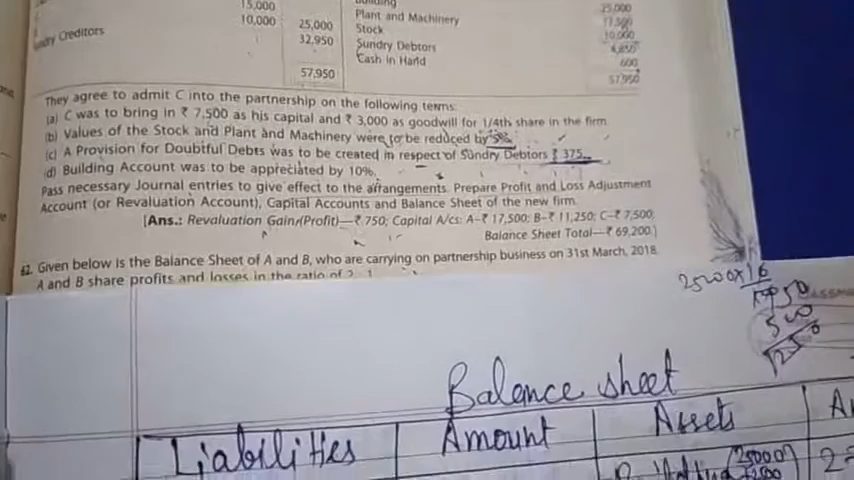 15,000
10,000
Sundry Creditors
25,000
32,950
57,950
Building
Plant and Machinery
Stock
Sundry Debtors
Cash in Hand
25,000
17,500
10,000
4,850
600
57,950
They agree to admit C into the partnership on the following terms:
(a) C was to bring in ₹ 7,500 as his capital and ₹ 3,000 as goodwill for 1/4th share in the firm.
(b) Values of the Stock and Plant and Machinery were to be reduced by 5%.
(c) A Provision for Doubtful Debts was to be created in respect of Sundry Debtors ₹ 375.
(d) Building Account was to be appreciated by 10%.
Pass necessary Journal entries to give effect to the arrangements. Prepare Profit and Loss Adjustment
Account (or Revaluation Account), Capital Accounts and Balance Sheet of the new firm.
[Ans.: Revaluation Gain/(Profit)—₹ 750; Capital A/cs: A–₹ 17,500; B–₹ 11,250; C–₹ 7,500;
Balance Sheet Total—₹ 69,200.]
62. Given below is the Balance Sheet of A and B, who are carrying on partnership business on 31st March, 2018.
A and B share profits and losses in the ratio of 2 : 1
Balance sheet
Liabilities
Amount
Assets
25000
+2500